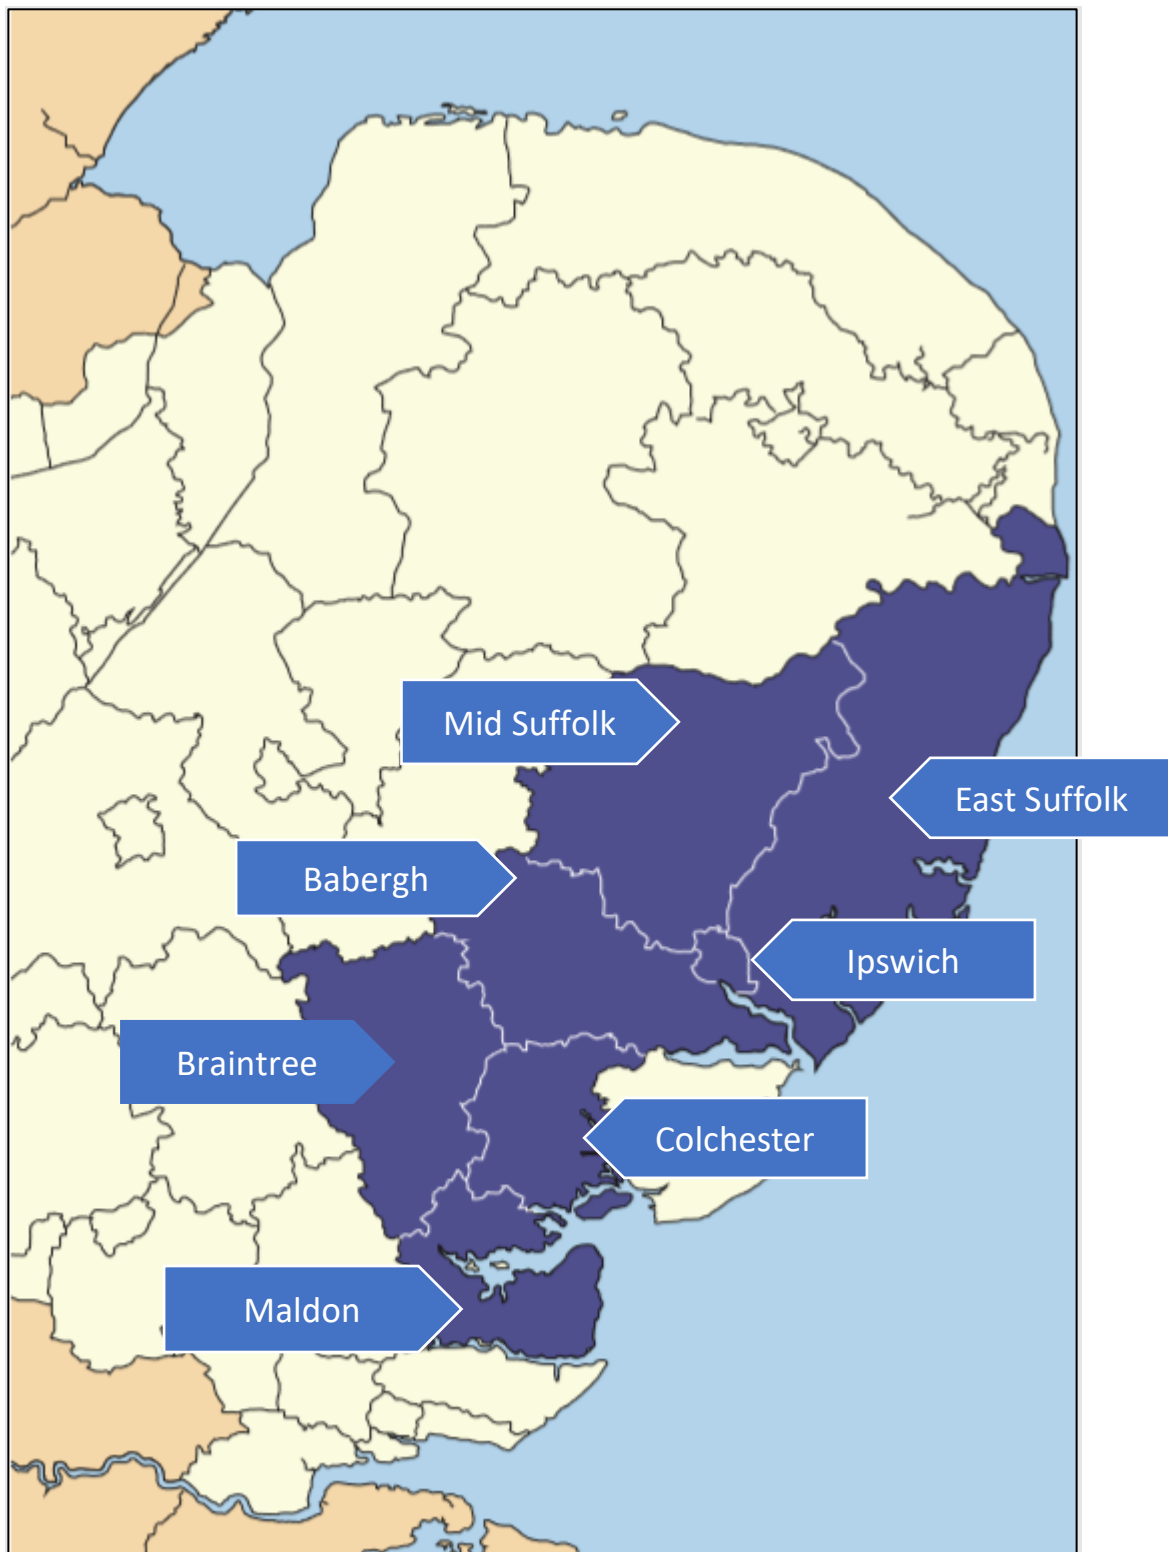 Mid Suffolk
East Suffolk
Babergh
Ipswich
Braintree
Colchester
Maldon